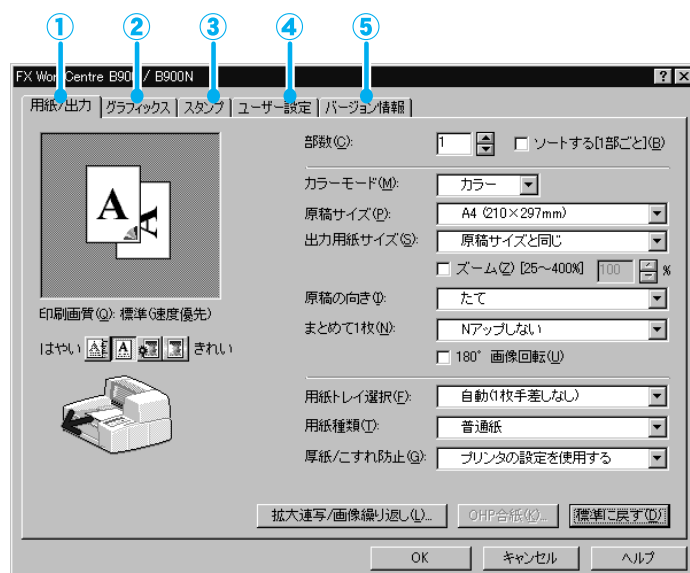 ① ② ③ ④ ⑤
FX WorkCentre B900 / B900N
用紙/出力 グラフィックス スタンプ ユーザー設定 バージョン情報
部数(C): 1 ソートする[1部ごと](B)
カラーモード(M): カラー
原稿サイズ(P): A4 (210×297mm)
出力用紙サイズ(S): 原稿サイズと同じ
ズーム(Z) [25～400%] 100 %
原稿の向き(I): たて
まとめて1枚(N): Nアップしない
180° 画像回転(U)
A A
印刷画質(Q): 標準(速度優先)
はやい きれい
用紙トレイ選択(F): 自動(1枚手差しなし)
用紙種類(T): 普通紙
厚紙/こすれ防止(G): プリンタの設定を使用する
拡大連写/画像繰り返し(L)... OHP合紙(K)... 標準に戻す(D)
OK キャンセル ヘルプ